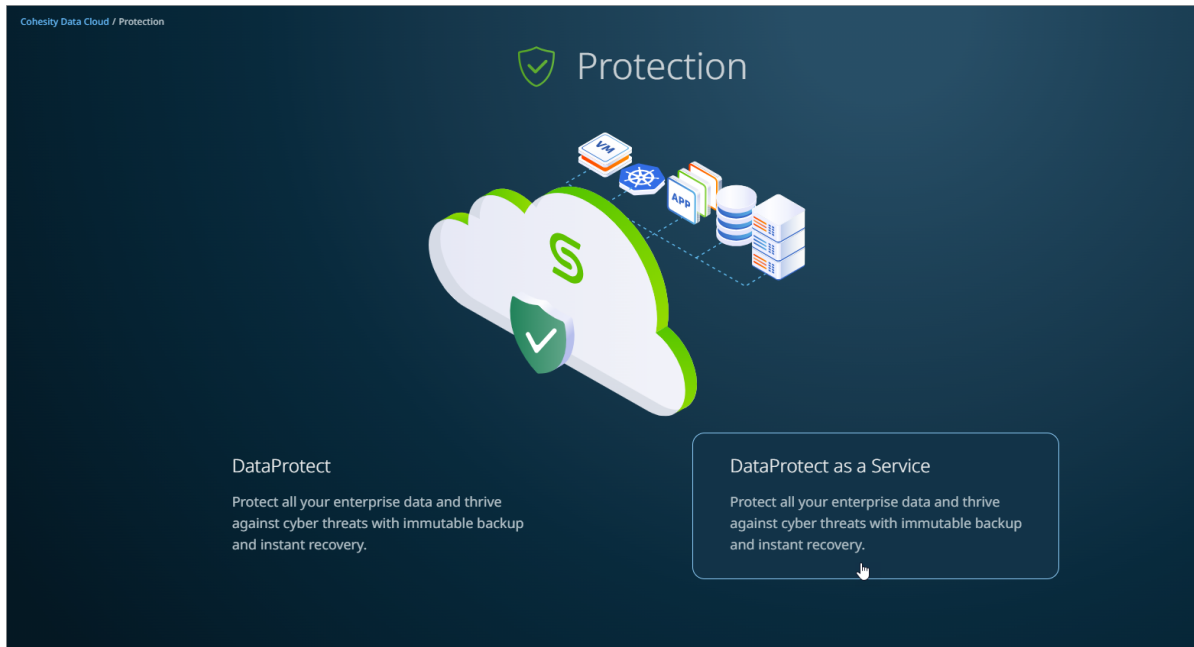 Cohesity Data Cloud / Protection
Protection
VM
APP
DataProtect
Protect all your enterprise data and thrive
against cyber threats with immutable backup
and instant recovery.
DataProtect as a Service
Protect all your enterprise data and thrive
against cyber threats with immutable backup
and instant recovery.